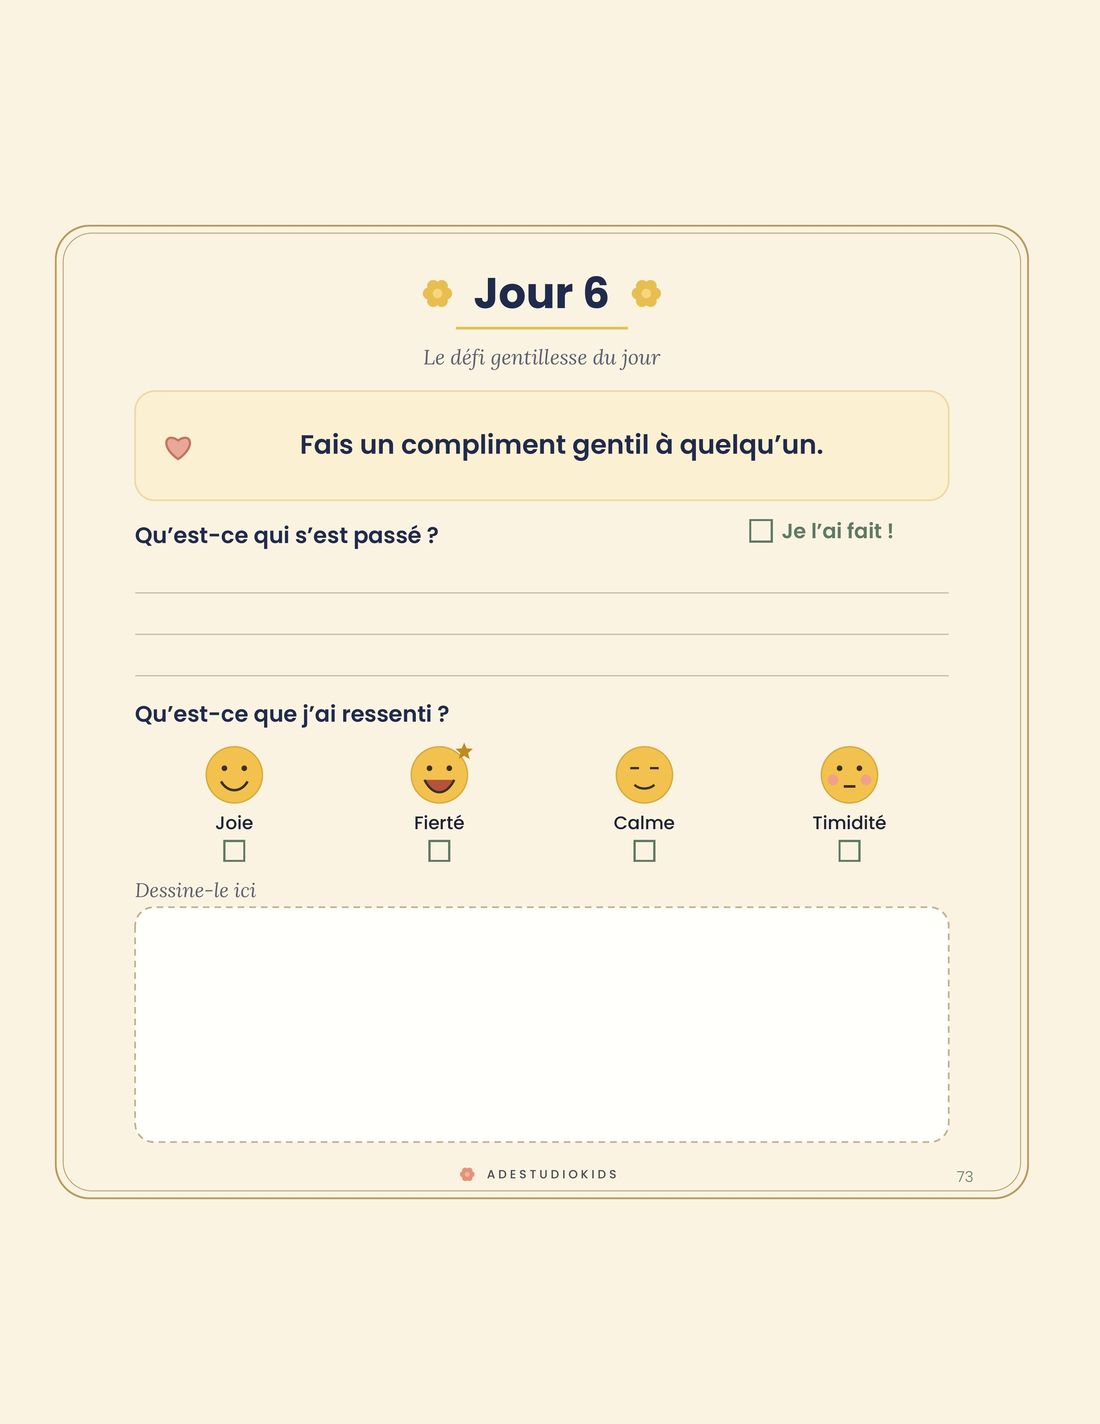 Jour 6
Le défi gentillesse du jour
Fais un compliment gentil à quelqu’un.
Qu’est-ce qui s’est passé ?
Je l’ai fait !
Qu’est-ce que j’ai ressenti ?
Joie
Fierté
Calme
Timidité
Dessine-le ici
ADESTUDIOKIDS
73